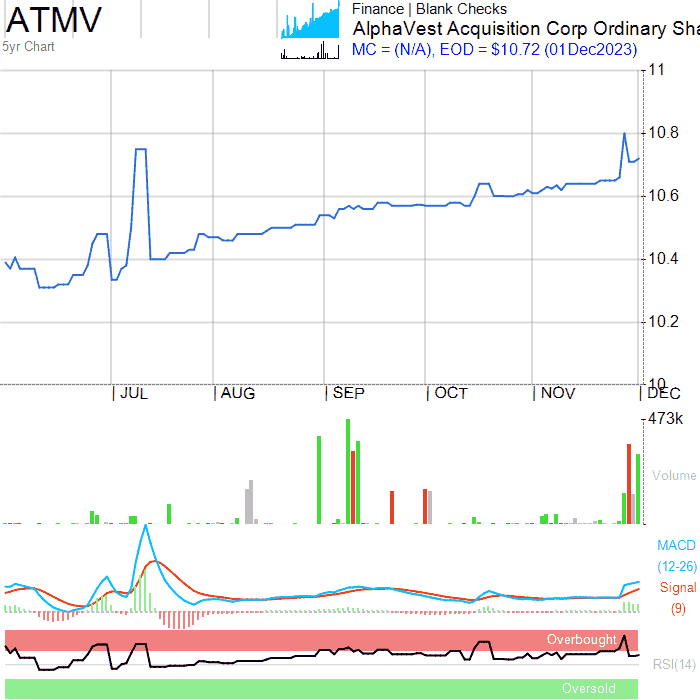 ATMV
5yr Chart
Finance | Blank Checks
AlphaVest Acquisition Corp Ordinary Sha
MC = (N/A), EOD = $10.72 (01Dec2023)
11
10.8
10.6
10.4
10.2
10
JUL
AUG
SEP
OCT
NOV
DEC
473k
Volume
MACD
(12-26)
Signal
(9)
Overbought
RSI(14)
Oversold